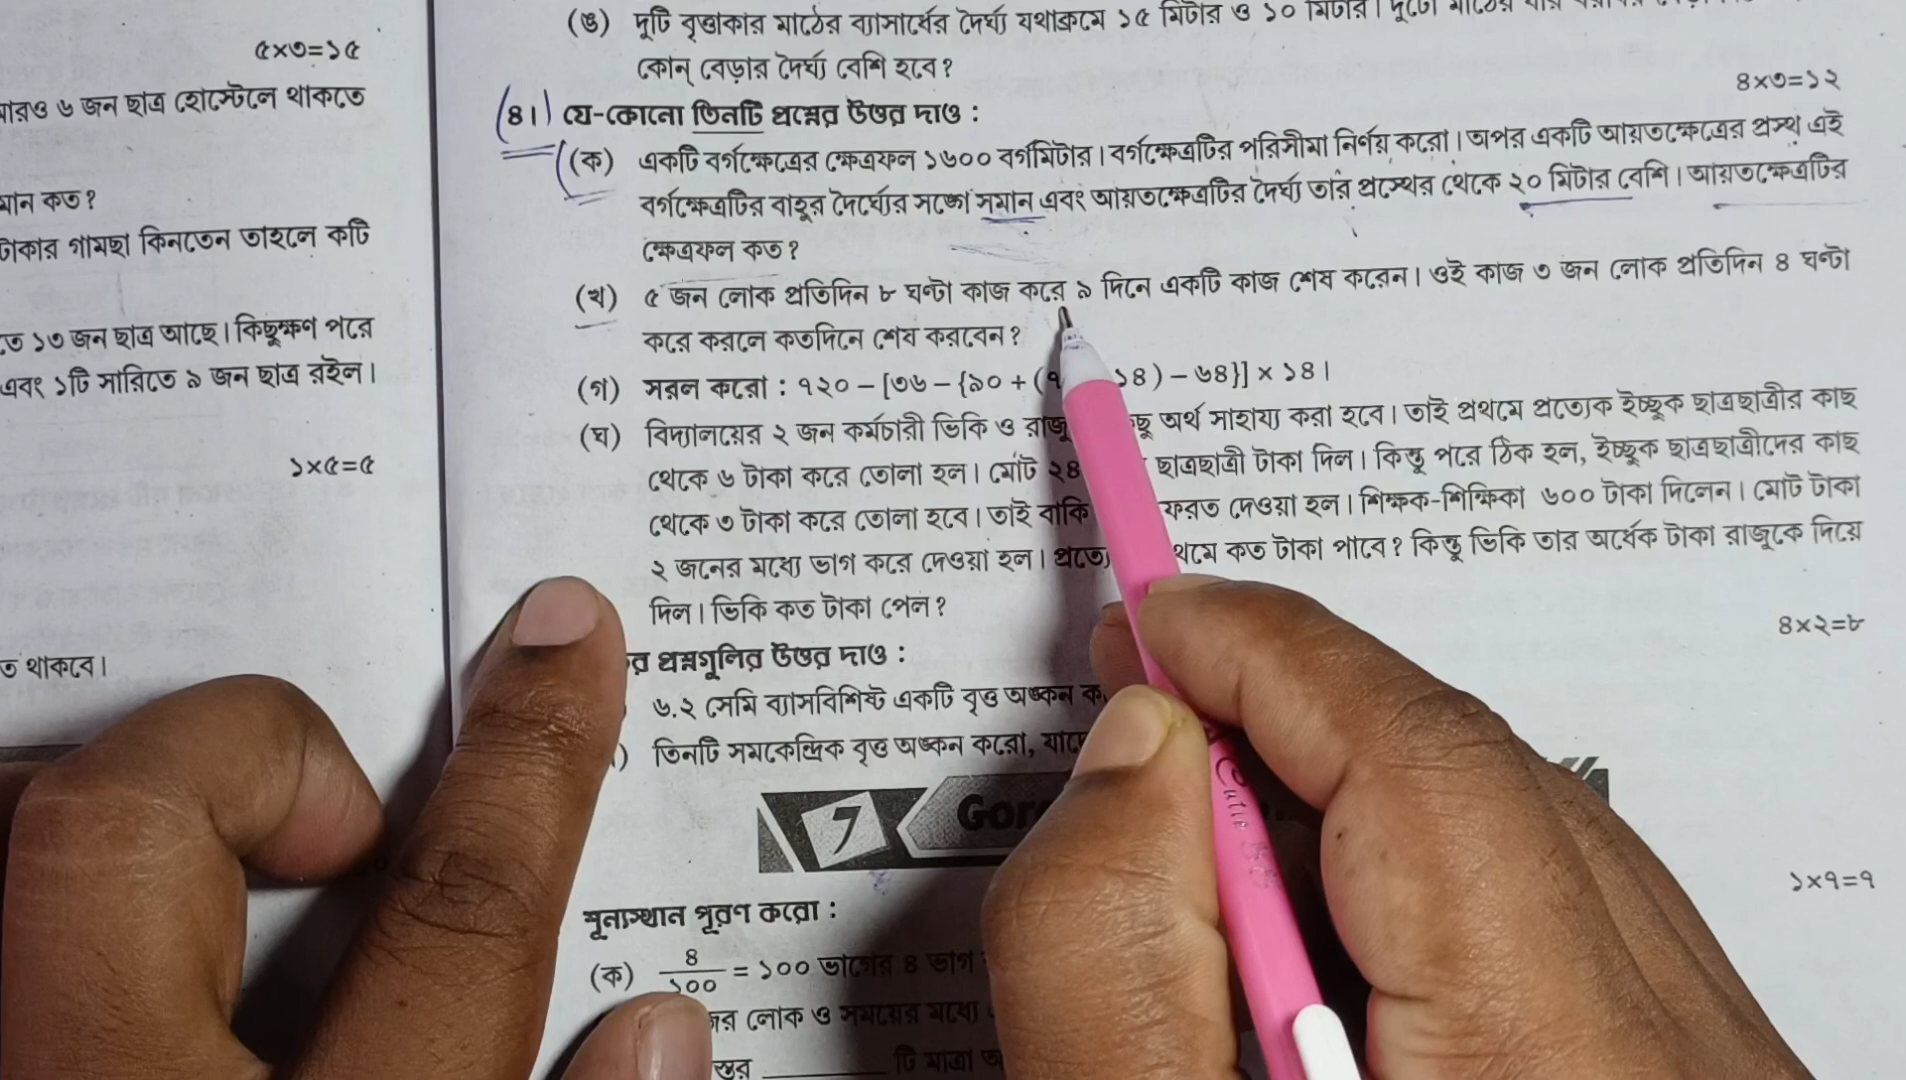 ৫×৩=১৫
৬ জন ছাত্র হোস্টেলে থাকতে
মান কত?
টাকার গামছা কিনতেন তাহলে কটি
১৩ জন ছাত্র আছে। কিছুক্ষণ পরে
এবং ১টি সারিতে ৯ জন ছাত্র রইল।
১×৫=৫
থাকবে।
(ঙ) দুটি বৃত্তাকার মাঠের ব্যাসার্ধের দৈর্ঘ্য যথাক্রমে ১৫ মিটার ও ১০ মিটার।
কোন্ বেড়ার দৈর্ঘ্য বেশি হবে?
৪। যে-কোনো তিনটি প্রশ্নের উত্তর দাও : ৪×৩=১২
(ক) একটি বর্গক্ষেত্রের ক্ষেত্রফল ১৬০০ বর্গমিটার। বর্গক্ষেত্রটির পরিসীমা নির্ণয় করো। অপর একটি আয়তক্ষেত্রের প্রস্থ এই
বর্গক্ষেত্রটির বাহুর দৈর্ঘ্যের সঙ্গে সমান এবং আয়তক্ষেত্রটির দৈর্ঘ্য তার প্রস্থের থেকে ২০ মিটার বেশি। আয়তক্ষেত্রটির
ক্ষেত্রফল কত?
(খ) ৫ জন লোক প্রতিদিন ৮ ঘণ্টা কাজ করে ৯ দিনে একটি কাজ শেষ করেন। ওই কাজ ৩ জন লোক প্রতিদিন ৪ ঘণ্টা
করে করলে কতদিনে শেষ করবেন?
(গ) সরল করো : ৭২০ – [৩৬ – {৯০ + ( ১৪) – ৬৪}] × ১৪।
(ঘ) বিদ্যালয়ের ২ জন কর্মচারী ভিকি ও রাজু অর্থ সাহায্য করা হবে। তাই প্রথমে প্রত্যেক ইচ্ছুক ছাত্রছাত্রীর কাছ
থেকে ৬ টাকা করে তোলা হল। মোট ছাত্রছাত্রী টাকা দিল। কিন্তু পরে ঠিক হল, ইচ্ছুক ছাত্রছাত্রীদের কাছ
থেকে ৩ টাকা করে তোলা হবে। তাই বাকি দেওয়া হল। শিক্ষক-শিক্ষিকা ৬০০ টাকা দিলেন। মোট টাকা
২ জনের মধ্যে ভাগ করে দেওয়া হল। কত টাকা পাবে? কিন্তু ভিকি তার অর্ধেক টাকা রাজুকে দিয়ে
দিল। ভিকি কত টাকা পেল?
প্রশ্নগুলির উত্তর দাও : ৪×২=৮
৬.২ সেমি ব্যাসবিশিষ্ট একটি বৃত্ত অঙ্কন
তিনটি সমকেন্দ্রিক বৃত্ত অঙ্কন করো,
7
শূন্যস্থান পূরণ করো : ১×৭=৭
(ক) ৪/১০০ = ১০০ ভাগের ৪ ভাগ
লোক ও সময়ের মধ্যে
টি যাত্রা